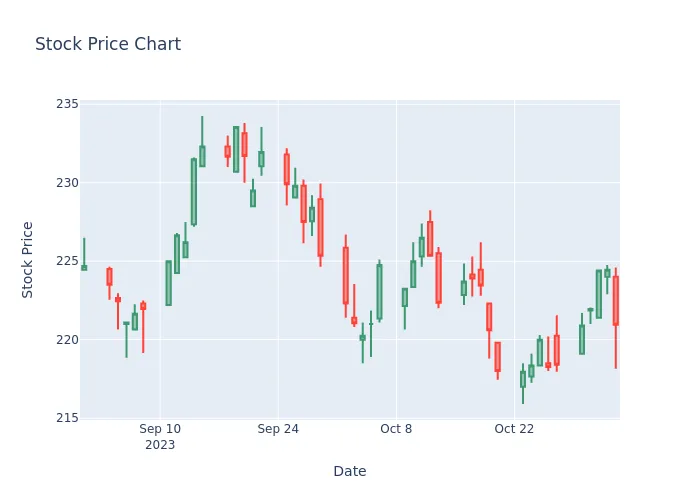 Stock Price Chart
235
230
225
220
215
Stock Price
Sep 10
2023
Sep 24
Oct 8
Oct 22
Date